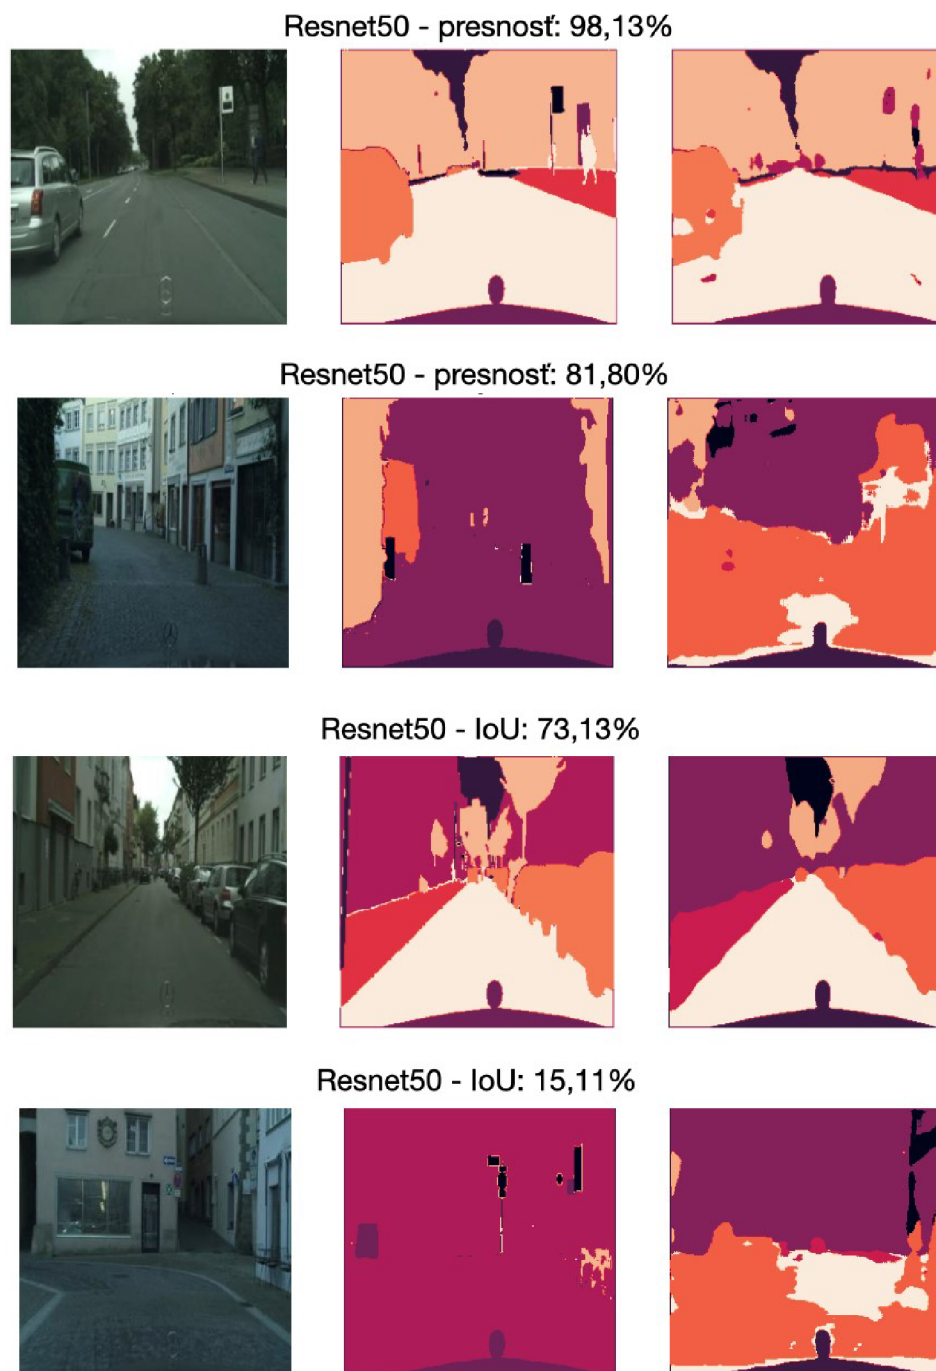 Resnet50 - presnosť: 98,13%
Resnet50 - presnosť: 81,80%
Resnet50 - IoU: 73,13%
Resnet50 - IoU: 15,11%